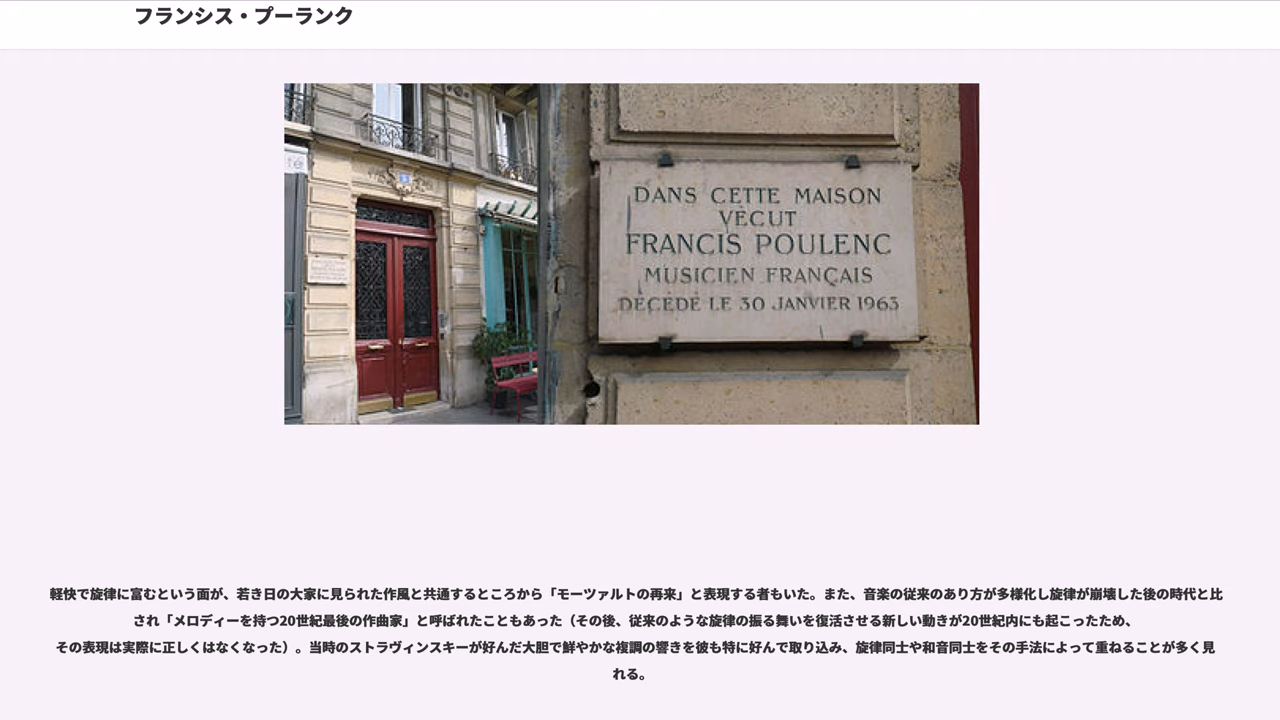 フランシス・プーランク
té
DANS CETTE MAISON
VÉCUT
FRANCIS POULENC
MUSICIEN FRANÇAIS
DÉCÉDÉ LE 30 JANVIER 1963
軽快で旋律に富むという面が、若き日の大家に見られた作風と共通するところから「モーツァルトの再来」と表現する者もいた。また、音楽の従来のあり方が多様化し旋律が崩壊した後の時代と比
され「メロディーを持つ20世紀最後の作曲家」と呼ばれたこともあった（その後、従来のような旋律の振る舞いを復活させる新しい動きが20世紀内にも起こったため、
その表現は実際に正しくはなくなった）。当時のストラヴィンスキーが好んだ大胆で鮮やかな複調の響きを彼も特に好んで取り込み、旋律同士や和音同士をその手法によって重ねることが多く見
れる。